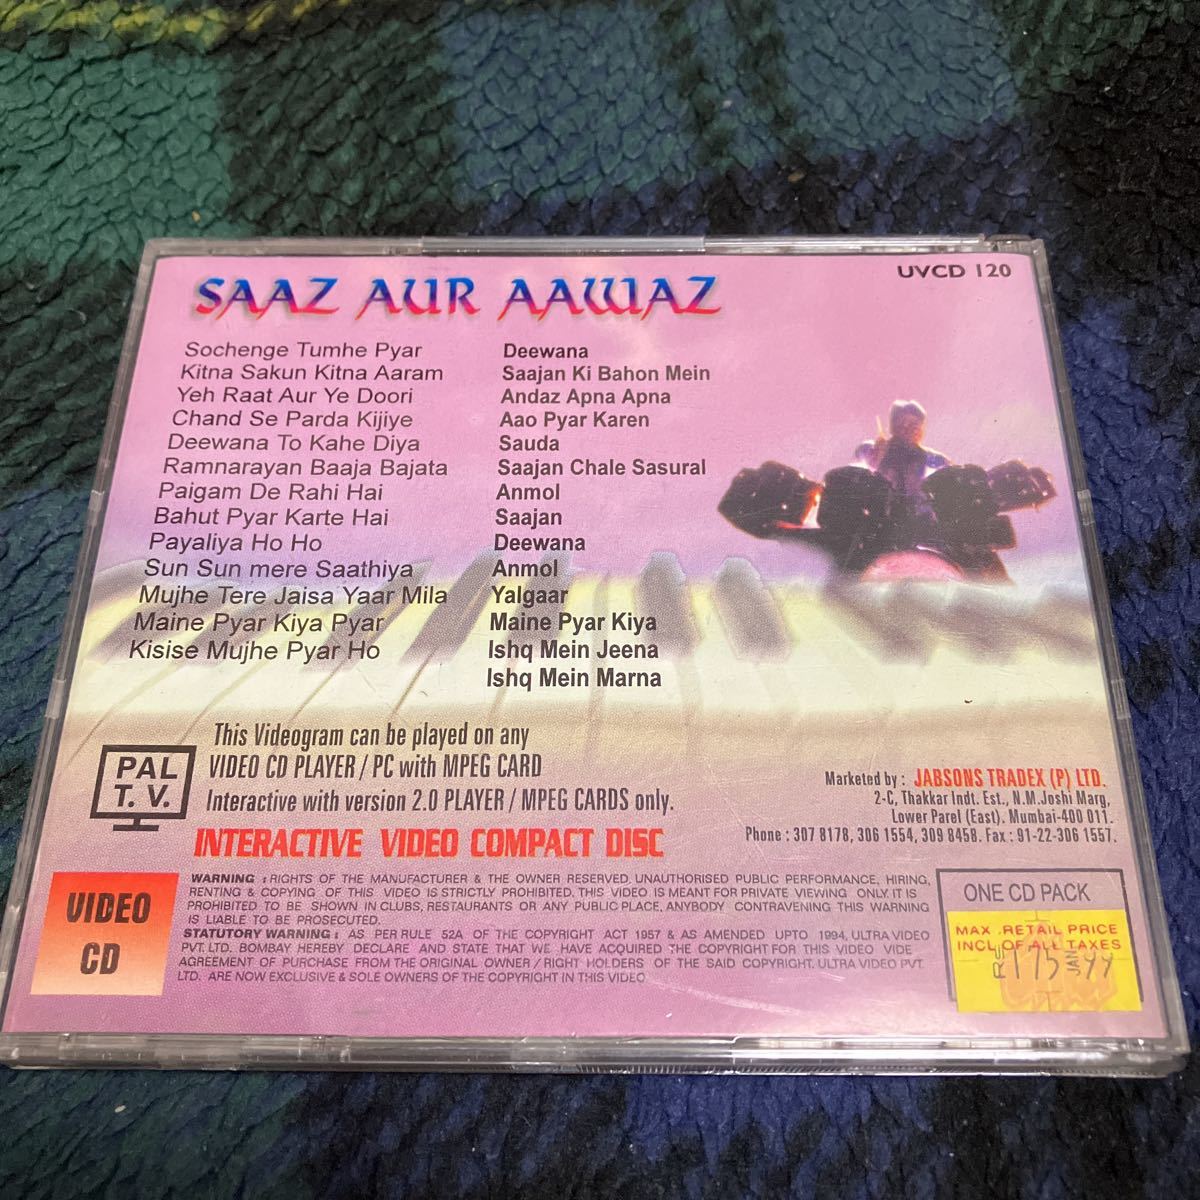 SAAZ AUR AAWAZ
UVCD 120
Sochenge Tumhe Pyar Deewana
Kitna Sakun Kitna Aaram Saajan Ki Bahon Mein
Yeh Raat Aur Ye Doori Andaz Apna Apna
Chand Se Parda Kijiye Aao Pyar Karen
Deewana To Kahe Diya Sauda
Ramnarayan Baaja Bajata Saajan Chale Sasural
Paigam De Rahi Hai Anmol
Bahut Pyar Karte Hai Saajan
Payaliya Ho Ho Deewana
Sun Sun mere Saathiya Anmol
Mujhe Tere Jaisa Yaar Mila Yalgaar
Maine Pyar Kiya Pyar Maine Pyar Kiya
Kisise Mujhe Pyar Ho Ishq Mein Jeena
Ishq Mein Marna
PAL
T. V.
This Videogram can be played on any
VIDEO CD PLAYER / PC with MPEG CARD
Interactive with version 2.0 PLAYER / MPEG CARDS only.
INTERACTIVE VIDEO COMPACT DISC
Marketed by : JABSONS TRADEX (P) LTD.
2-C, Thakkar Indt. Est., N.M.Joshi Marg,
Lower Parel (East). Mumbai-400 011.
Phone : 307 8178, 306 1554, 309 8458. Fax : 91-22-306 1557.
VIDEO
CD
WARNING : RIGHTS OF THE MANUFACTURER & THE OWNER RESERVED. UNAUTHORISED PUBLIC PERFORMANCE, HIRING,
RENTING & COPYING OF THIS VIDEO IS STRICTLY PROHIBITED. THIS VIDEO IS MEANT FOR PRIVATE VIEWING ONLY. IT IS
PROHIBITED TO BE SHOWN IN CLUBS, RESTAURANTS OR ANY PUBLIC PLACE. ANYBODY CONTRAVENING THIS WARNING
IS LIABLE TO BE PROSECUTED.
STATUTORY WARNING : AS PER RULE 52A OF THE COPYRIGHT ACT 1957 & AS AMENDED UPTO 1994, ULTRA VIDEO
PVT. LTD. BOMBAY HEREBY DECLARE AND STATE THAT WE HAVE ACQUIRED THE COPYRIGHT FOR THIS VIDEO VIDE
AGREEMENT OF PURCHASE FROM THE ORIGINAL OWNER / RIGHT HOLDERS OF THE SAID COPYRIGHT. ULTRA VIDEO PVT.
LTD. ARE NOW EXCLUSIVE & SOLE OWNERS OF THE COPYRIGHT IN THIS VIDEO
ONE CD PACK
MAX. RETAIL PRICE
INCL OF ALL TAXES
RS 175 JAN 99